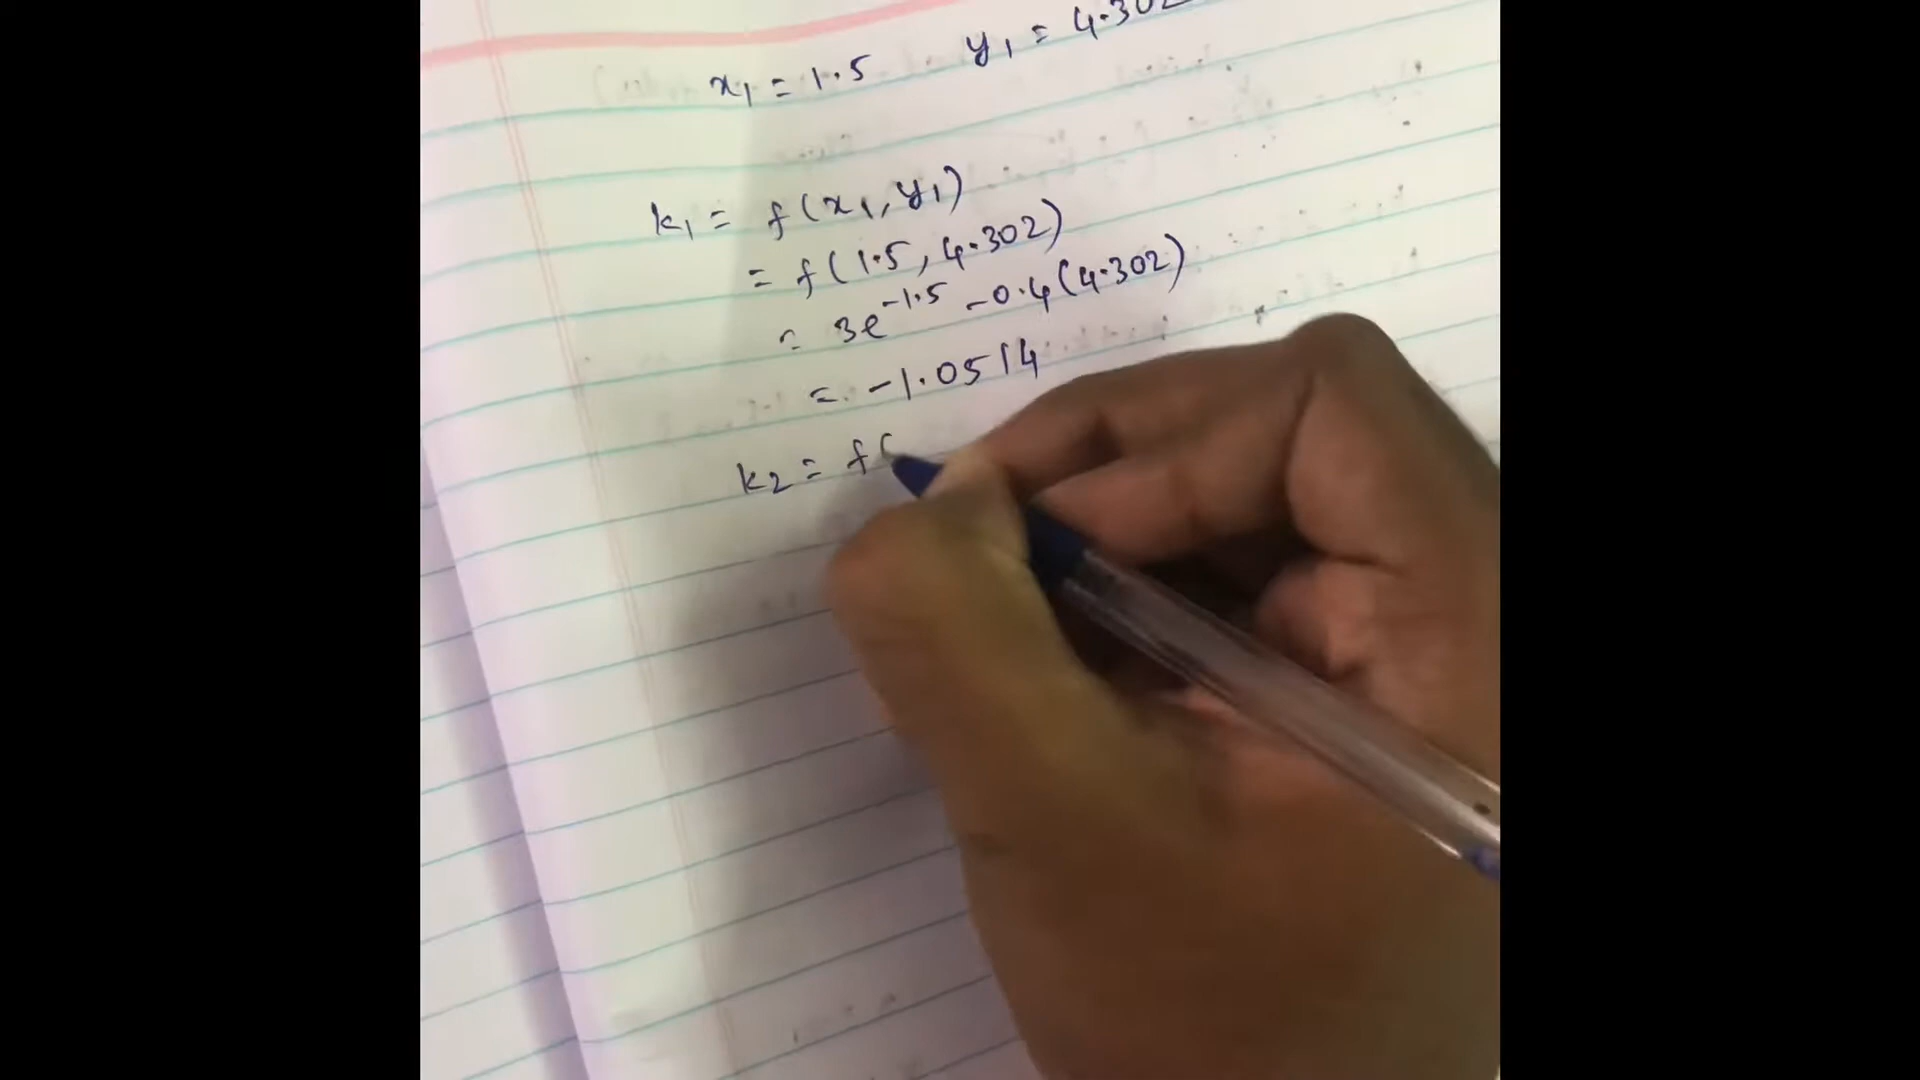 x1 = 1.5 y1 = 4.302
k1 = f(x1, y1)
= f(1.5, 4.302)
= 3e^-1.5 -0.4(4.302)
= -1.0514
k2 = f(